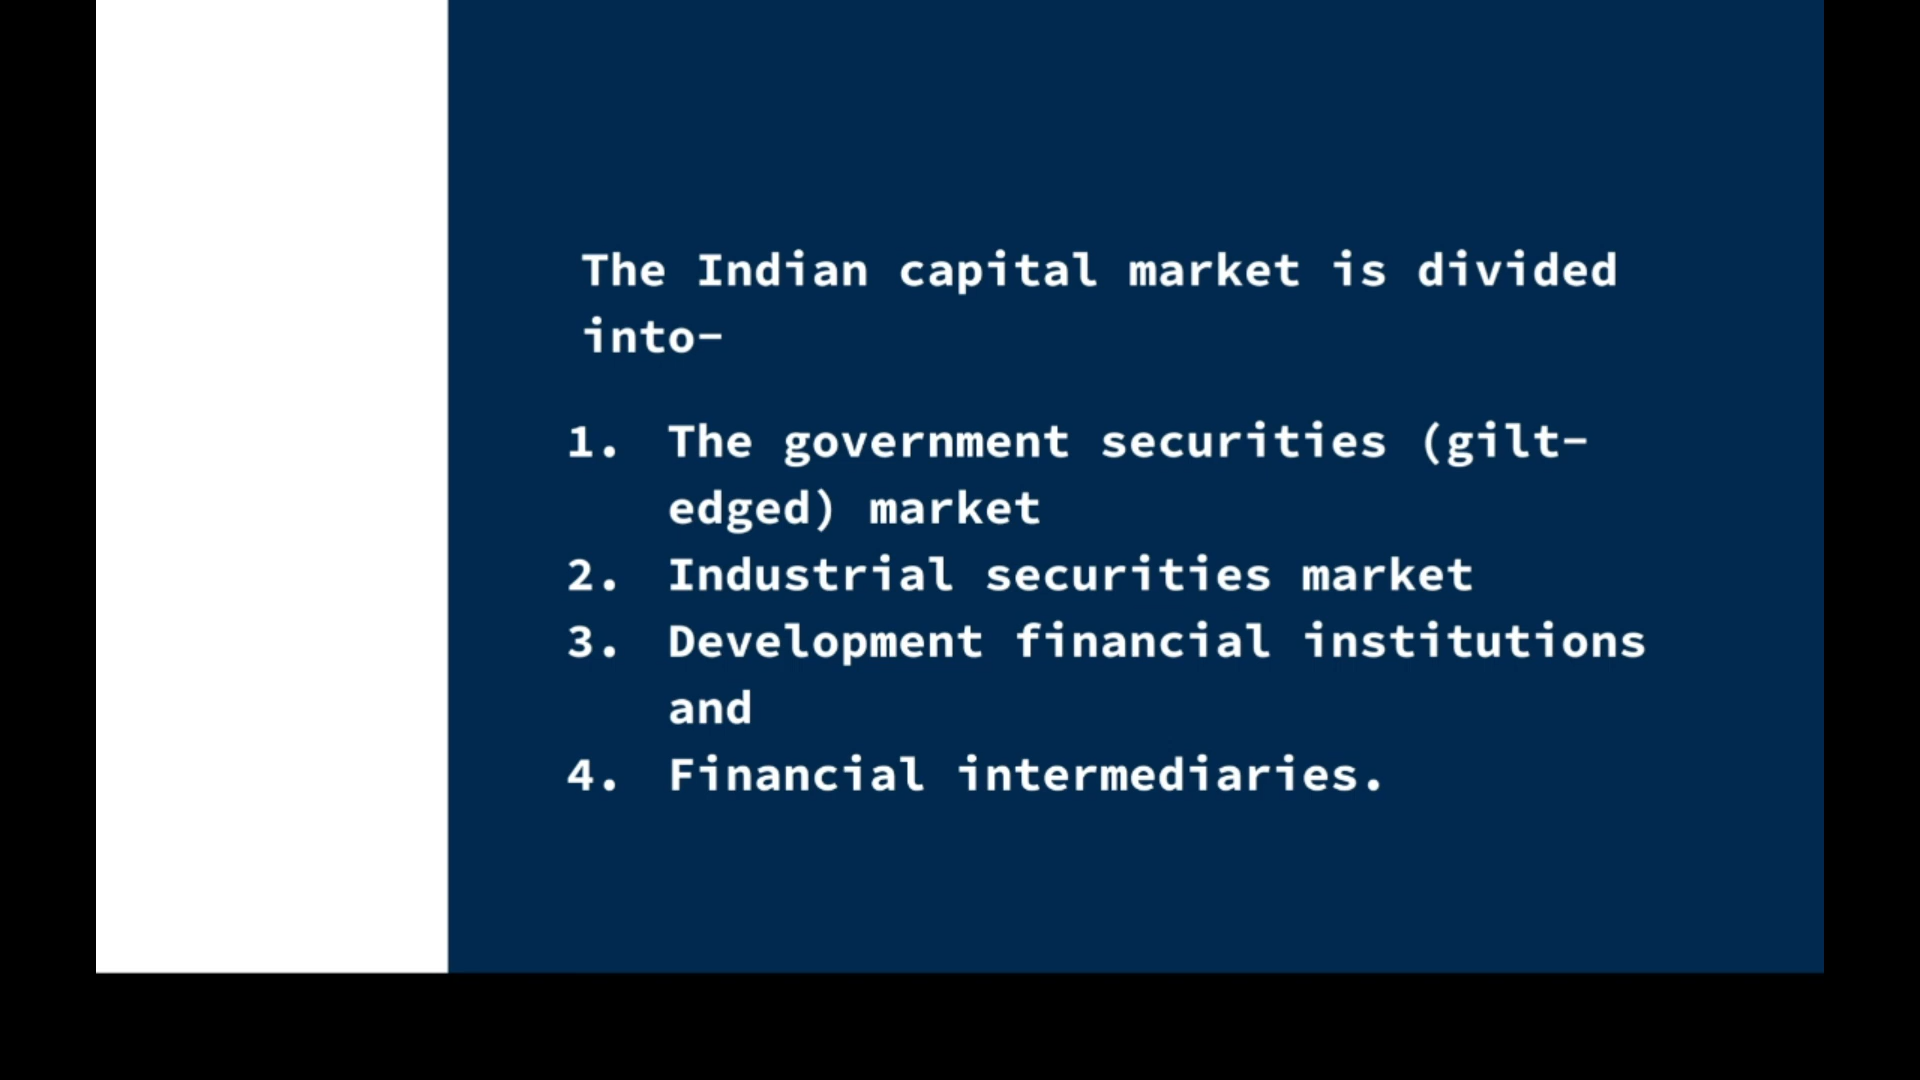 The Indian capital market is divided
into-
1. The government securities (gilt-
edged) market
2. Industrial securities market
3. Development financial institutions
and
4. Financial intermediaries.